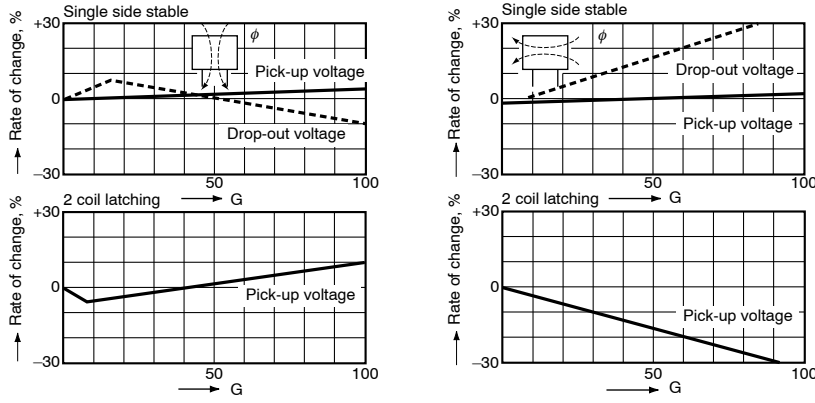 Single side stable
Rate of change, %
+30
0
−30
ϕ
Pick-up voltage
Drop-out voltage
50
100
G
Single side stable
Rate of change, %
+30
0
−30
ϕ
Drop-out voltage
Pick-up voltage
50
100
G
2 coil latching
Rate of change, %
+30
0
−30
Pick-up voltage
50
100
G
2 coil latching
Rate of change, %
+30
0
−30
Pick-up voltage
50
100
G